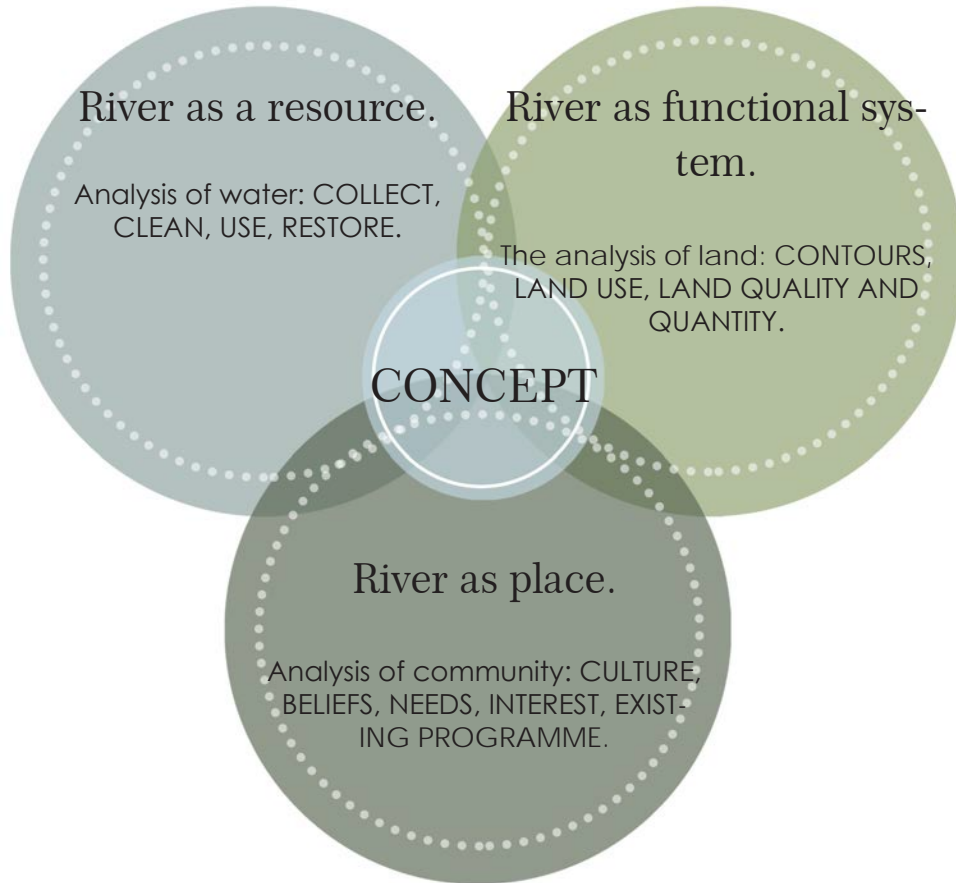 River as a resource.
Analysis of water: COLLECT,
CLEAN, USE, RESTORE.
River as functional sys-
tem.
The analysis of land: CONTOURS,
LAND USE, LAND QUALITY AND
QUANTITY.
CONCEPT
River as place.
Analysis of community: CULTURE,
BELIEFS, NEEDS, INTEREST, EXIST-
ING PROGRAMME.